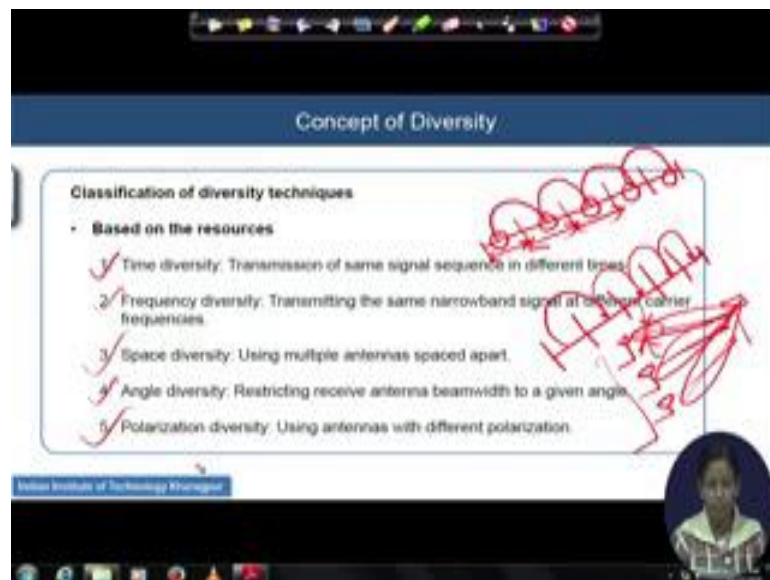 Concept of Diversity
Classification of diversity techniques
• Based on the resources
1. Time diversity: Transmission of same signal sequence in different times.
2. Frequency diversity: Transmitting the same narrowband signal at different carrier
frequencies.
3. Space diversity: Using multiple antennas spaced apart.
4. Angle diversity: Restricting receive antenna beamwidth to a given angle.
5. Polarization diversity: Using antennas with different polarization.
Indian Institute of Technology Kharagpur